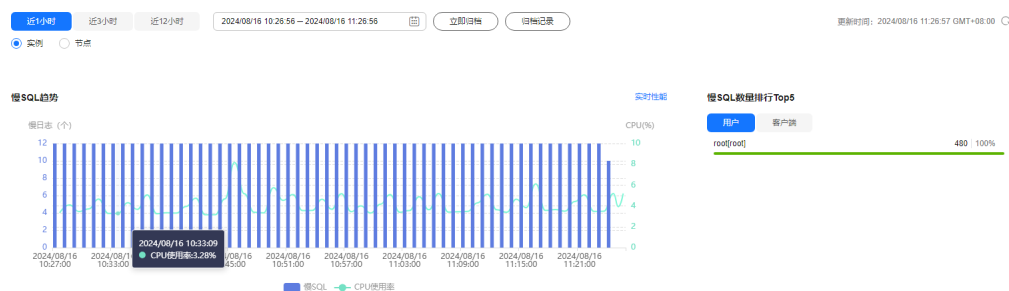 近1小时 近3小时 近12小时 2024/08/16 10:26:56 — 2024/08/16 11:26:56 立即归档 归档记录 更新时间: 2024/08/16 11:26:57 GMT+08:00
实例 节点
慢SQL趋势 实时性能
慢日志（个） CPU(%)
12 10
10 8
8
6 6
4 4
2 2
0 0
2024/08/16 10:33:09
CPU使用率:3.28%
2024/08/16 10:27:00
2024/08 10:33:00
/08/16 45:00
2024/08/16 10:51:00
2024/08/16 10:57:00
2024/08/16 11:03:00
2024/08/16 11:09:00
2024/08/16 11:15:00
2024/08/16 11:21:00
慢SQL CPU使用率
慢SQL数量排行Top5
用户 客户端
root[root] 480 100%